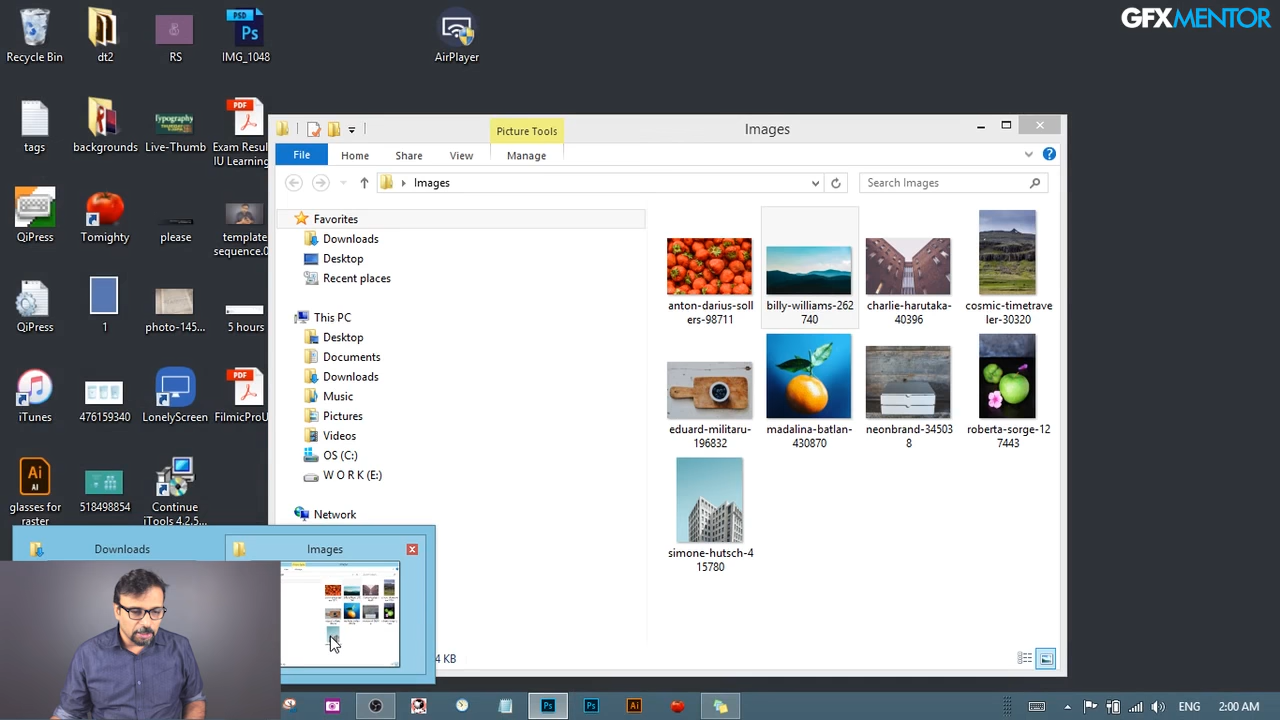 GFXMENTOR
Recycle Bin
dt2
RS
IMG_1048
AirPlayer
tags
backgrounds
Live-Thumb
Exam Result
IU Learning
QiPress
Tomighty
please
template
sequence.0
QiPress
1
photo-145...
5 hours
iTunes
476159340
LonelyScreen
FilmicProU
glasses for
raster
518498854
Continue
iTools 4.2.5...
Picture Tools
Images
File
Home
Share
View
Manage
Images
Search Images
Favorites
Downloads
Desktop
Recent places
This PC
Desktop
Documents
Downloads
Music
Pictures
Videos
OS (C:)
W O R K (E:)
Network
anton-darius-soll
ers-98711
billy-williams-262
740
charlie-harutaka-
40396
cosmic-timetrave
ler-30320
eduard-militaru-
196832
madalina-batlan-
430870
neonbrand-34503
8
roberta-sorge-12
7443
simone-hutsch-4
15780
Downloads
Images
4 KB
ENG
2:00 AM